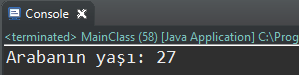 Console
<terminated> MainClass (58) [Java Application] C:\Prog
Arabanın yaşı: 27